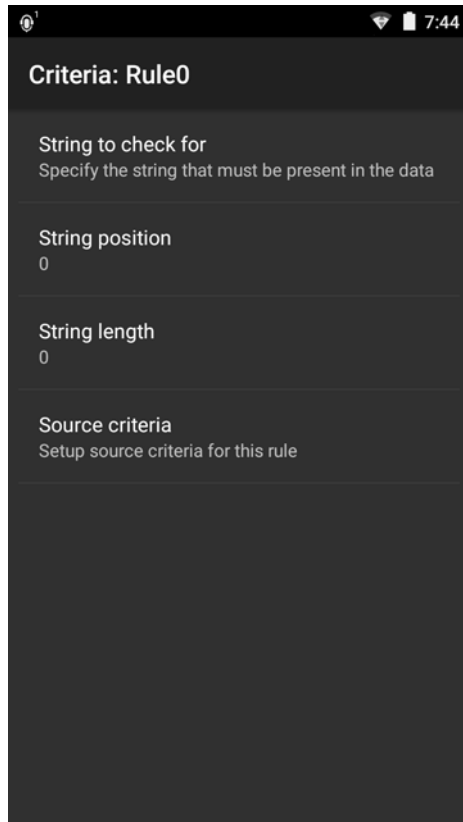 1 7:44
Criteria: Rule0
String to check for
Specify the string that must be present in the data
String position
0
String length
0
Source criteria
Setup source criteria for this rule